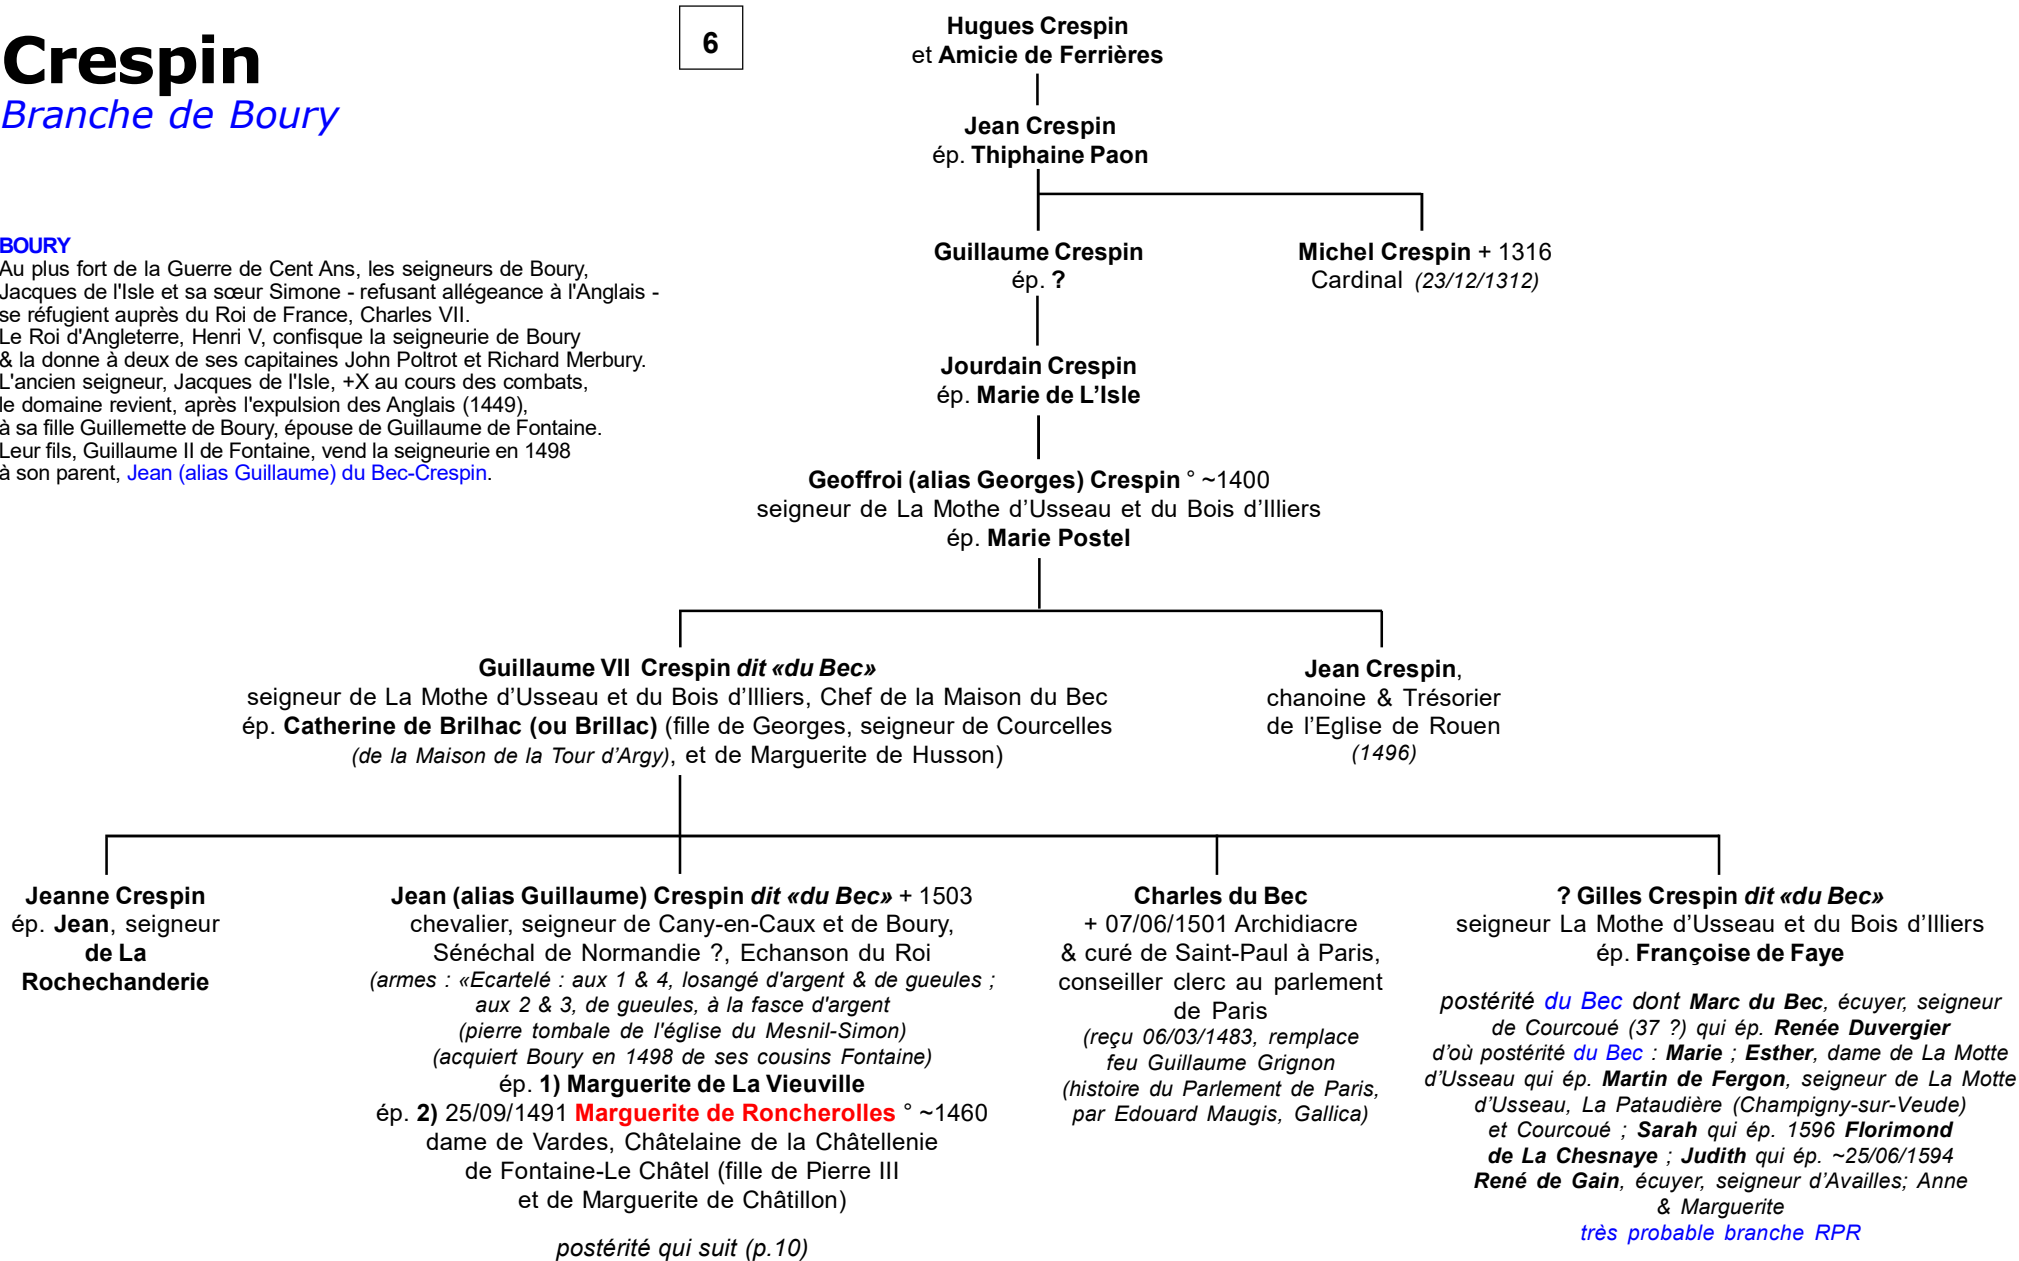 Crespin
Branche de Boury
6
Hugues Crespin
et Amicie de Ferrières
Jean Crespin
ép. Thiphaine Paon
BOURY
Au plus fort de la Guerre de Cent Ans, les seigneurs de Boury,
Jacques de l'Isle et sa sœur Simone - refusant allégeance à l'Anglais -
se réfugient auprès du Roi de France, Charles VII.
Le Roi d'Angleterre, Henri V, confisque la seigneurie de Boury
& la donne à deux de ses capitaines John Poltrot et Richard Merbury.
L'ancien seigneur, Jacques de l'Isle, +X au cours des combats,
le domaine revient, après l'expulsion des Anglais (1449),
à sa fille Guillemette de Boury, épouse de Guillaume de Fontaine.
Leur fils, Guillaume II de Fontaine, vend la seigneurie en 1498
à son parent, Jean (alias Guillaume) du Bec-Crespin.
Guillaume Crespin
ép. ?
Michel Crespin + 1316
Cardinal (23/12/1312)
Jourdain Crespin
ép. Marie de L’Isle
Geoffroi (alias Georges) Crespin ° ~1400
seigneur de La Mothe d’Usseau et du Bois d’Illiers
ép. Marie Postel
Guillaume VII Crespin dit «du Bec»
seigneur de La Mothe d’Usseau et du Bois d’Illiers, Chef de la Maison du Bec
ép. Catherine de Brilhac (ou Brillac) (fille de Georges, seigneur de Courcelles
(de la Maison de la Tour d’Argy), et de Marguerite de Husson)
Jean Crespin,
chanoine & Trésorier
de l’Eglise de Rouen
(1496)
Jeanne Crespin
ép. Jean, seigneur
de La
Rochechanderie
Jean (alias Guillaume) Crespin dit «du Bec» + 1503
chevalier, seigneur de Cany-en-Caux et de Boury,
Sénéchal de Normandie ?, Echanson du Roi
(armes : «Ecartelé : aux 1 & 4, losangé d'argent & de gueules ;
aux 2 & 3, de gueules, à la fasce d'argent
(pierre tombale de l'église du Mesnil-Simon)
(acquiert Boury en 1498 de ses cousins Fontaine)
ép. 1) Marguerite de La Vieuville
ép. 2) 25/09/1491 Marguerite de Roncherolles ° ~1460
dame de Vardes, Châtelaine de la Châtellenie
de Fontaine-Le Châtel (fille de Pierre III
et de Marguerite de Châtillon)
postérité qui suit (p.10)
Charles du Bec
+ 07/06/1501 Archidiacre
& curé de Saint-Paul à Paris,
conseiller clerc au parlement
de Paris
(reçu 06/03/1483, remplace
feu Guillaume Grignon
(histoire du Parlement de Paris,
par Edouard Maugis, Gallica)
? Gilles Crespin dit «du Bec»
seigneur La Mothe d’Usseau et du Bois d’Illiers
ép. Françoise de Faye
postérité du Bec dont Marc du Bec, écuyer, seigneur
de Courcoué (37 ?) qui ép. Renée Duvergier
d’où postérité du Bec : Marie ; Esther, dame de La Motte
d’Usseau qui ép. Martin de Fergon, seigneur de La Motte
d’Usseau, La Pataudière (Champigny-sur-Veude)
et Courcoué ; Sarah qui ép. 1596 Florimond
de La Chesnaye ; Judith qui ép. ~25/06/1594
René de Gain, écuyer, seigneur d’Availles; Anne
& Marguerite
très probable branche RPR